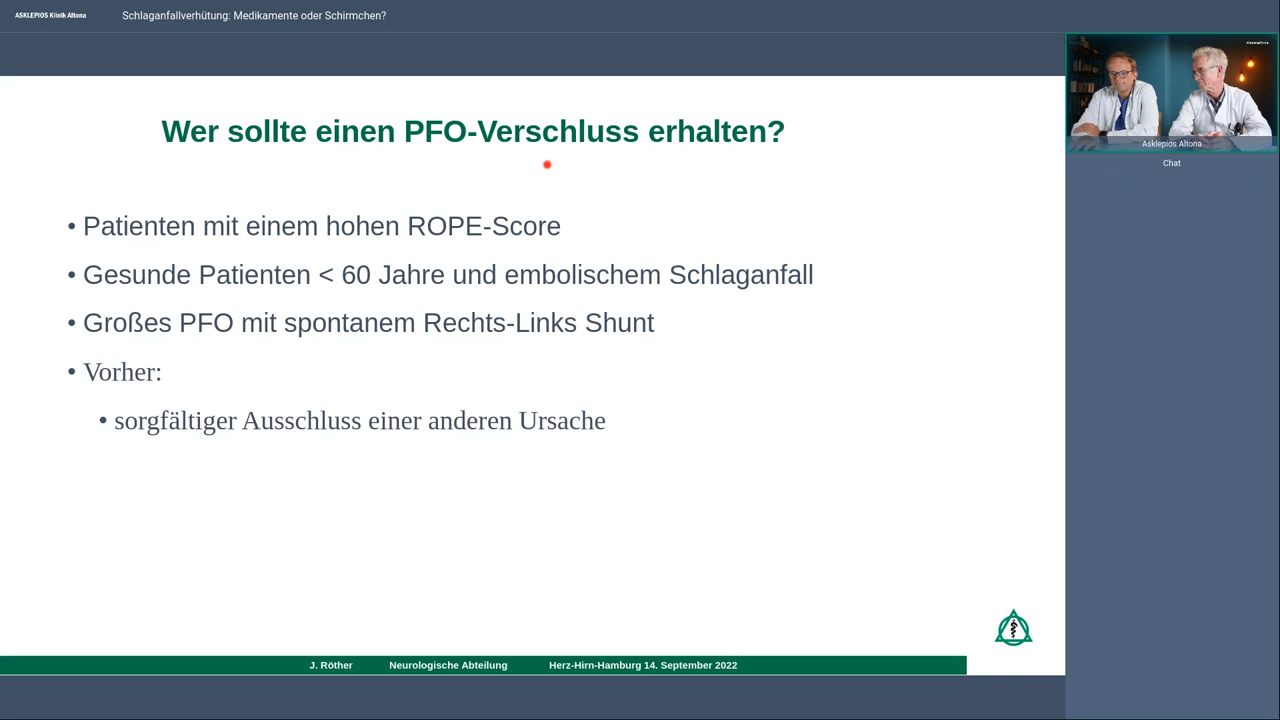 ASKLEPIOS Klinik Altona
Schlaganfallverhütung: Medikamente oder Schirmchen?
Wer sollte einen PFO-Verschluss erhalten?
• Patienten mit einem hohen ROPE-Score
• Gesunde Patienten < 60 Jahre und embolischem Schlaganfall
• Großes PFO mit spontanem Rechts-Links Shunt
• Vorher:
• sorgfältiger Ausschluss einer anderen Ursache
J. Röther Neurologische Abteilung Herz-Hirn-Hamburg 14. September 2022
Asklepios Altona
Chat